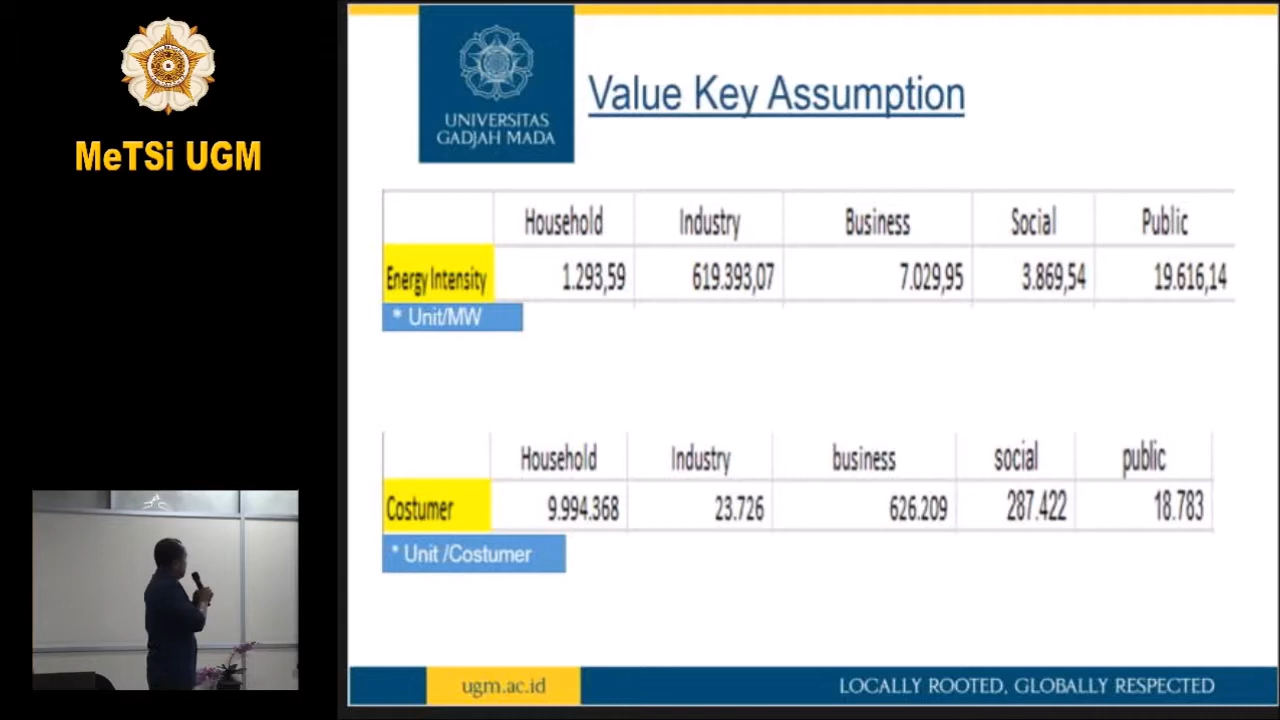 MeTSi UGM
UNIVERSITAS
GADJAH MADA
Value Key Assumption
Household Industry Business Social Public
Energy Intensity 1.293,59 619.393,07 7.029,95 3.869,54 19.616,14
* Unit/MW
Household Industry business social public
Costumer 9.994.368 23.726 626.209 287.422 18.783
* Unit /Costumer
ugm.ac.id
LOCALLY ROOTED, GLOBALLY RESPECTED